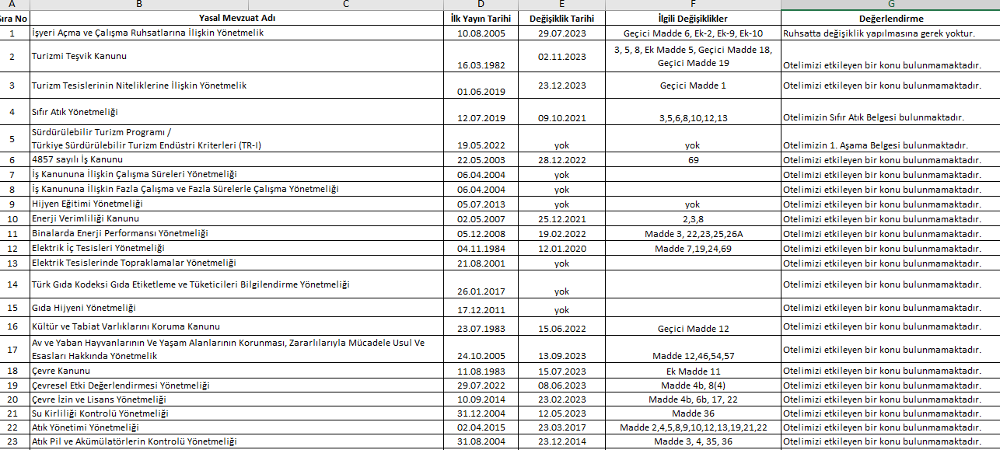 A B C D E F G
Sıra No Yasal Mevzuat Adı İlk Yayın Tarihi Değişiklik Tarihi İlgili Değişiklikler Değerlendirme
1 İşyeri Açma ve Çalışma Ruhsatlarına İlişkin Yönetmelik 10.08.2005 29.07.2023 Geçici Madde 6, Ek-2, Ek-9, Ek-10 Ruhsatta değişiklik yapılmasına gerek yoktur.
2 Turizmi Teşvik Kanunu 16.03.1982 02.11.2023 3, 5, 8, Ek Madde 5, Geçici Madde 18,
Geçici Madde 19 Otelimizi etkileyen bir konu bulunmamaktadır.
3 Turizm Tesislerinin Niteliklerine İlişkin Yönetmelik 01.06.2019 23.12.2023 Geçici Madde 1 Otelimizi etkileyen bir konu bulunmamaktadır.
4 Sıfır Atık Yönetmeliği 12.07.2019 09.10.2021 3,5,6,8,10,12,13 Otelimizin Sıfır Atık Belgesi bulunmaktadır.
5 Sürdürülebilir Turizm Programı /
Türkiye Sürdürülebilir Turizm Endüstri Kriterleri (TR-I) 19.05.2022 yok yok Otelimizin 1. Aşama Belgesi bulunmaktadır.
6 4857 sayılı İş Kanunu 22.05.2003 28.12.2022 69 Otelimizi etkileyen bir konu bulunmamaktadır.
7 İş Kanununa İlişkin Çalışma Süreleri Yönetmeliği 06.04.2004 yok Otelimizi etkileyen bir konu bulunmamaktadır.
8 İş Kanununa İlişkin Fazla Çalışma ve Fazla Sürelerle Çalışma Yönetmeliği 06.04.2004 yok Otelimizi etkileyen bir konu bulunmamaktadır.
9 Hijyen Eğitimi Yönetmeliği 05.07.2013 yok yok Otelimizi etkileyen bir konu bulunmamaktadır.
10 Enerji Verimliliği Kanunu 02.05.2007 25.12.2021 2,3,8 Otelimizi etkileyen bir konu bulunmamaktadır.
11 Binalarda Enerji Performansı Yönetmeliği 05.12.2008 19.02.2022 Madde 3, 22,23,25,26A Otelimizi etkileyen bir konu bulunmamaktadır.
12 Elektrik İç Tesisleri Yönetmeliği 04.11.1984 12.01.2020 Madde 7,19,24,69 Otelimizi etkileyen bir konu bulunmamaktadır.
13 Elektrik Tesislerinde Topraklamalar Yönetmeliği 21.08.2001 yok Otelimizi etkileyen bir konu bulunmamaktadır.
14 Türk Gıda Kodeksi Gıda Etiketleme ve Tüketicileri Bilgilendirme Yönetmeliği 26.01.2017 yok Otelimizi etkileyen bir konu bulunmamaktadır.
15 Gıda Hijyeni Yönetmeliği 17.12.2011 yok Otelimizi etkileyen bir konu bulunmamaktadır.
16 Kültür ve Tabiat Varlıklarını Koruma Kanunu 23.07.1983 15.06.2022 Geçici Madde 12 Otelimizi etkileyen bir konu bulunmamaktadır.
17 Av ve Yaban Hayvanlarının Ve Yaşam Alanlarının Korunması, Zararlılarıyla Mücadele Usul Ve
Esasları Hakkında Yönetmelik 24.10.2005 13.09.2023 Madde 12,46,54,57 Otelimizi etkileyen bir konu bulunmamaktadır.
18 Çevre Kanunu 11.08.1983 15.07.2023 Ek Madde 11 Otelimizi etkileyen bir konu bulunmamaktadır.
19 Çevresel Etki Değerlendirmesi Yönetmeliği 29.07.2022 08.06.2023 Madde 4b, 8(4) Otelimizi etkileyen bir konu bulunmamaktadır.
20 Çevre İzin ve Lisans Yönetmeliği 10.09.2014 23.02.2023 Madde 4b, 6b, 17, 22 Otelimizi etkileyen bir konu bulunmamaktadır.
21 Su Kirliliği Kontrolü Yönetmeliği 31.12.2004 12.05.2023 Madde 36 Otelimizi etkileyen bir konu bulunmamaktadır.
22 Atık Yönetimi Yönetmeliği 02.04.2015 23.03.2017 Madde 2,4,5,8,9,10,12,13,19,21,22 Otelimizi etkileyen bir konu bulunmamaktadır.
23 Atık Pil ve Akümülatörlerin Kontrolü Yönetmeliği 31.08.2004 23.12.2014 Madde 3, 4, 35, 36 Otelimizi etkileyen bir konu bulunmamaktadır.